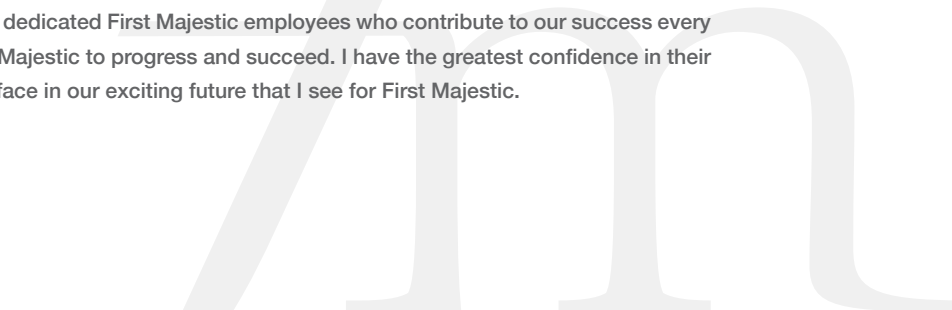 dedicated First Majestic employees who contribute to our success every
Majestic to progress and succeed. I have the greatest confidence in their
face in our exciting future that I see for First Majestic.